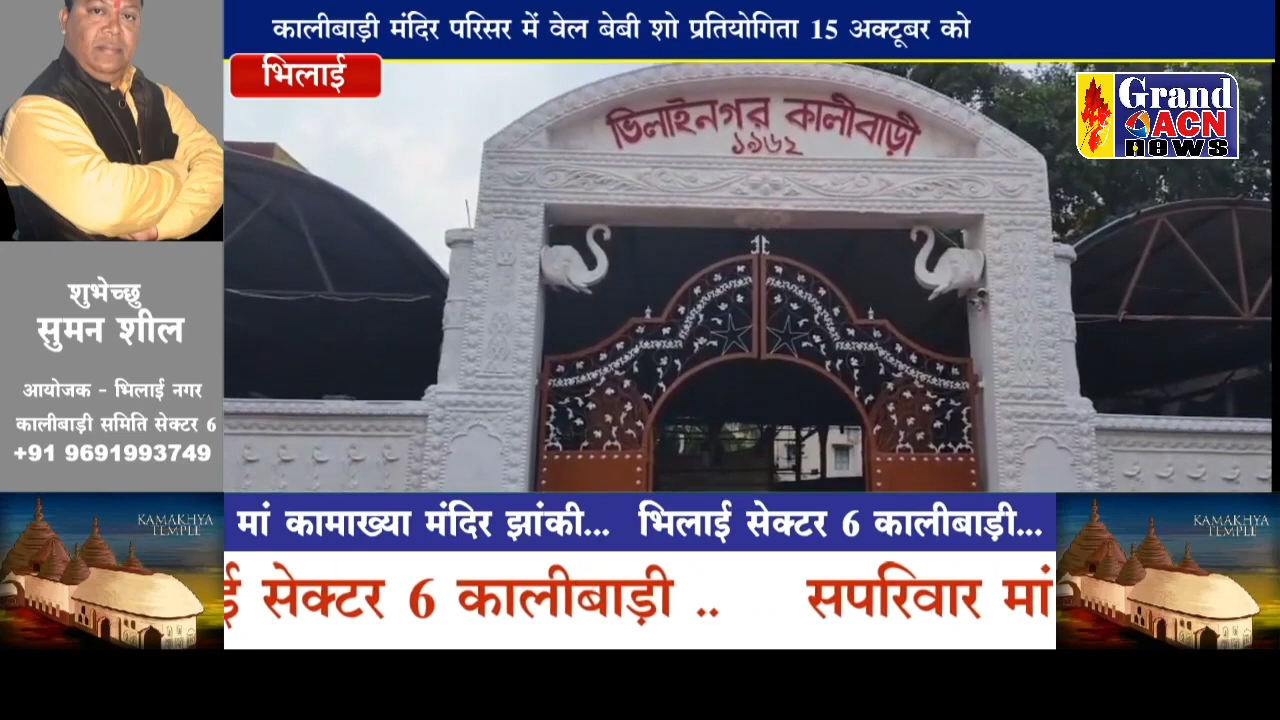 कालीबाड़ी मंदिर परिसर में वेल बेबी शो प्रतियोगिता 15 अक्टूबर को
भिलाई
Grand
ACN
news
ভিলাইনগর কালীবাড়ী
১৯৬২
शुभेच्छु
सुमन शील
आयोजक - भिलाई नगर
कालीबाड़ी समिति सेक्टर 6
+91 9691993749
KAMAKHYA
TEMPLE
मां कामाख्या मंदिर झांकी... भिलाई सेक्टर 6 कालीबाड़ी...
KAMAKHYA
TEMPLE
ई सेक्टर 6 कालीबाड़ी .. सपरिवार मां